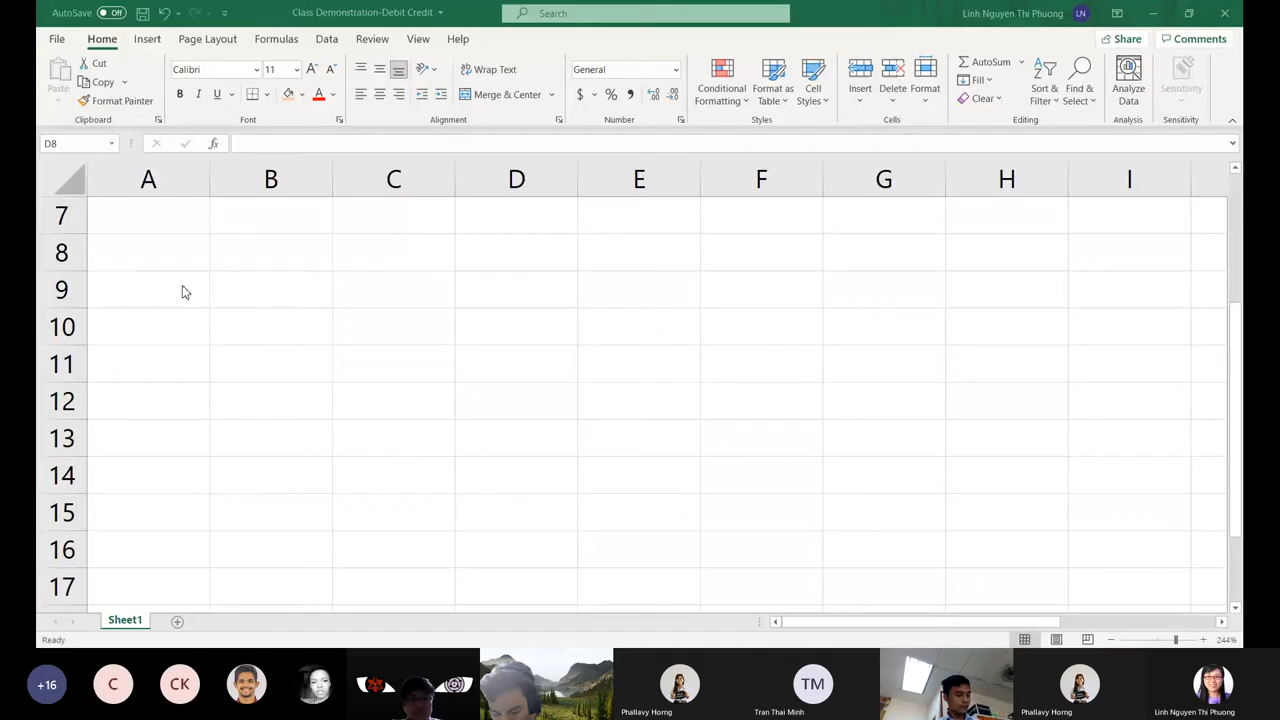 AutoSave Off Class Demonstration-Debit Credit Search Linh Nguyen Thi Phuong LN
File Home Insert Page Layout Formulas Data Review View Help Share Comments
Paste Cut Copy Format Painter
Calibri 11
B I U A
Wrap Text
Merge & Center
General
$ %
Conditional Formatting
Format as Table
Cell Styles
Insert Delete Format
AutoSum
Fill
Clear
Sort & Filter
Find & Select
Analyze Data
Sensitivity
Clipboard Font Alignment Number Styles Cells Editing Analysis Sensitivity
D8 fx
A B C D E F G H I
7
8
9
10
11
12
13
14
15
16
17
Sheet1
Ready 244%
+16 C CK TM
Phallavy Horng Tran Thai Minh Phallavy Horng Linh Nguyen Thi Phuong